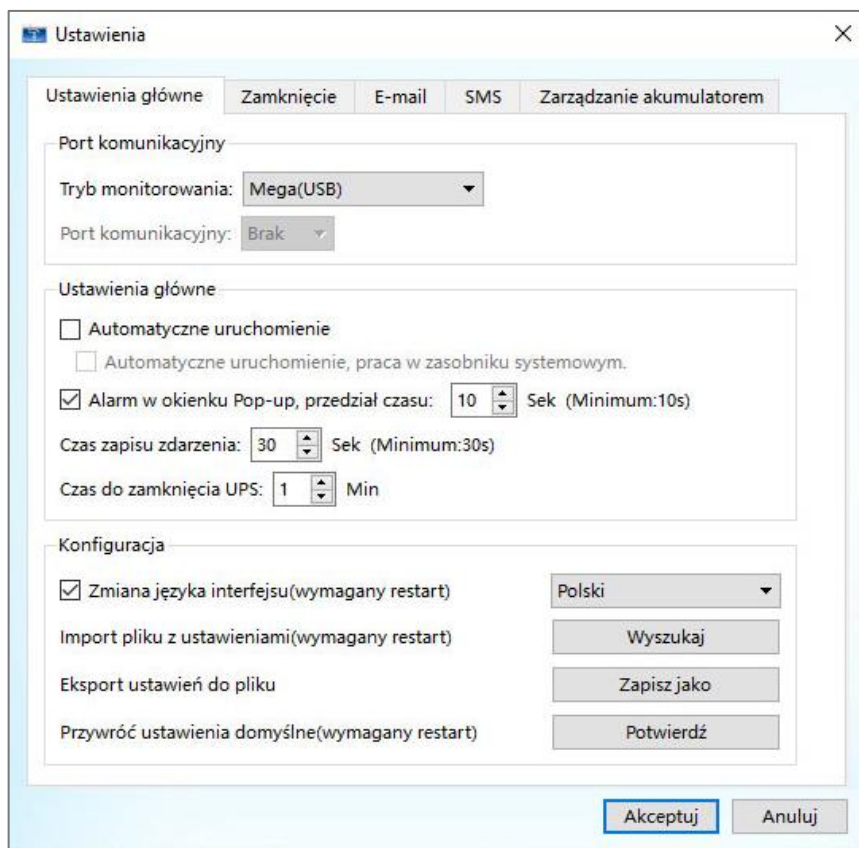 Ustawienia
Ustawienia główne Zamknięcie E-mail SMS Zarządzanie akumulatorem
Port komunikacyjny
Tryb monitorowania: Mega(USB)
Port komunikacyjny: Brak
Ustawienia główne
Automatyczne uruchomienie
Automatyczne uruchomienie, praca w zasobniku systemowym.
Alarm w okienku Pop-up, przedział czasu: 10 Sek (Minimum:10s)
Czas zapisu zdarzenia: 30 Sek (Minimum:30s)
Czas do zamknięcia UPS: 1 Min
Konfiguracja
Zmiana języka interfejsu(wymagany restart) Polski
Import pliku z ustawieniami(wymagany restart) Wyszukaj
Eksport ustawień do pliku Zapisz jako
Przywróć ustawienia domyślne(wymagany restart) Potwierdź
Akceptuj Anuluj